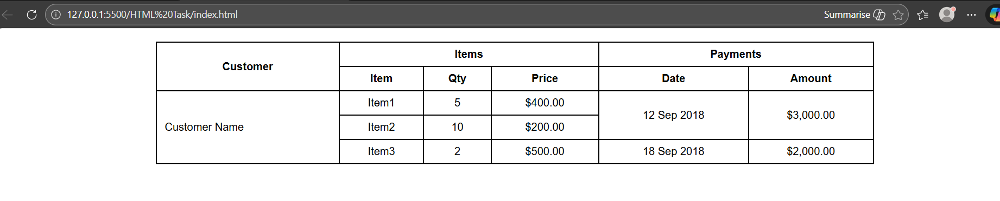 127.0.0.1:5500/HTML%20Task/index.html Summarise
Customer Items Payments
Item Qty Price Date Amount
Customer Name Item1 5 $400.00 12 Sep 2018 $3,000.00
Item2 10 $200.00
Item3 2 $500.00 18 Sep 2018 $2,000.00